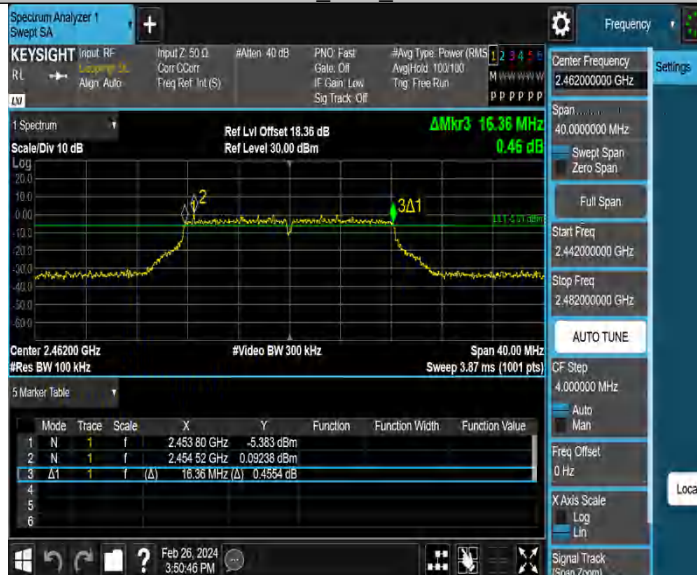 Spectrum Analyzer 1
Swept SA
+
Frequency
KEYSIGHT
RL
Input: RF
Align: Auto
Input Z: 50 Ω
Corr CCorr
Freq Ref: Int (S)
#Atten: 40 dB
PNO: Fast
Gate: Off
IF Gain: Low
Sig Track: Off
#Avg Type: Power (RMS
Avg|Hold: 100/100
Trig: Free Run
1 2 3 4 5 6
M W W W W W
P P P P P P
LXI
Center Frequency
2.462000000 GHz
Settings
Span
40.0000000 MHz
Swept Span
Zero Span
Full Span
Start Freq
2.442000000 GHz
Stop Freq
2.482000000 GHz
AUTO TUNE
CF Step
4.000000 MHz
Auto
Man
Freq Offset
0 Hz
X Axis Scale
Log
Lin
Signal Track
(Span Zoom)
Loca
1 Spectrum
Scale/Div 10 dB
Ref Lvl Offset 18.36 dB
Ref Level 30.00 dBm
ΔMkr3 16.36 MHz
0.46 dB
Log
20.0
10.0
0.00
-10.0
-20.0
-30.0
-40.0
-50.0
-60.0
2
3Δ1
Center 2.46200 GHz
#Res BW 100 kHz
#Video BW 300 kHz
Span 40.00 MHz
Sweep 3.87 ms (1001 pts)
5 Marker Table
Mode Trace Scale X Y Function Function Width Function Value
1 N 1 f 2.453 80 GHz -5.383 dBm
2 N 1 f 2.454 52 GHz 0.09238 dBm
3 Δ1 1 f (Δ) 16.36 MHz (Δ) 0.4554 dB
4
5
6
?
Feb 26, 2024
3:50:46 PM